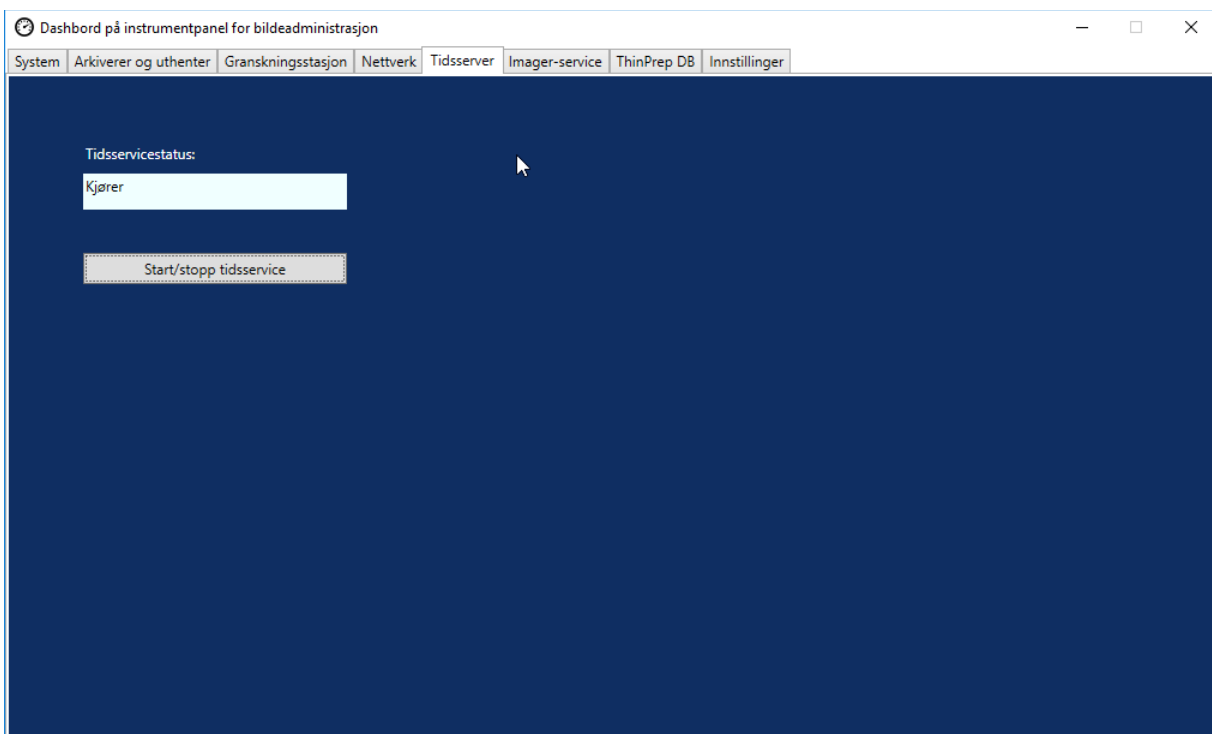 Dashbord på instrumentpanel for bildeadministrasjon
System Arkiverer og uthenter Granskningsstasjon Nettverk Tidsserver Imager-service ThinPrep DB Innstillinger
Tidsservicestatus:
Kjører
Start/stopp tidsservice